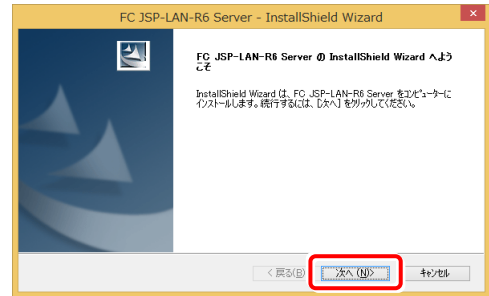 FC JSP-LAN-R6 Server - InstallShield Wizard
FC JSP-LAN-R6 Server の InstallShield Wizard へよう
こそ
InstallShield Wizard は、FC JSP-LAN-R6 Server をコンピューターに
インストールします。続行するには、[次へ] をクリックしてください。
< 戻る(B)
次へ (N)>
キャンセル